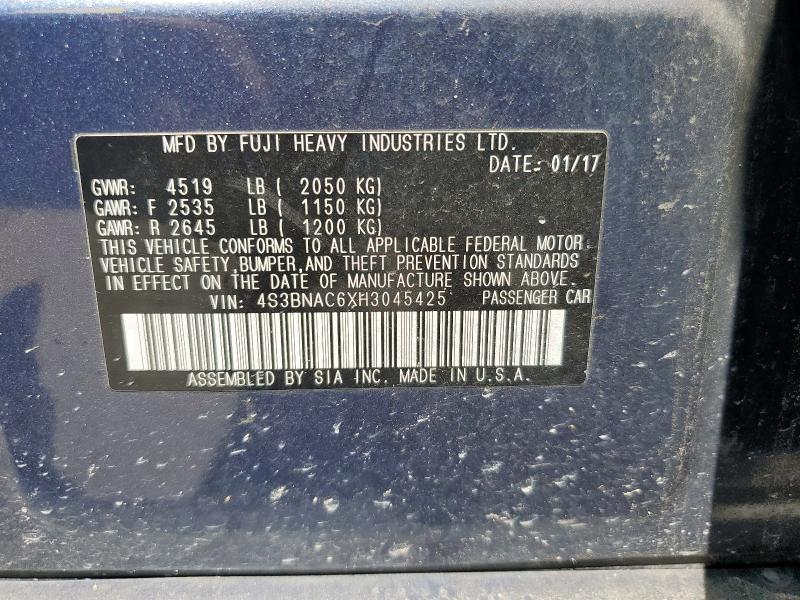 MFD BY FUJI HEAVY INDUSTRIES LTD.
DATE: 01/17
GVWR: 4519 LB ( 2050 KG)
GAWR: F 2535 LB ( 1150 KG)
GAWR: R 2645 LB ( 1200 KG)
THIS VEHICLE CONFORMS TO ALL APPLICABLE FEDERAL MOTOR
VEHICLE SAFETY,BUMPER,AND THEFT PREVENTION STANDARDS
IN EFFECT ON THE DATE OF MANUFACTURE SHOWN ABOVE.
VIN: 4S3BNAC6XH3045425 PASSENGER CAR
ASSEMBLED BY SIA INC. MADE IN U.S.A.